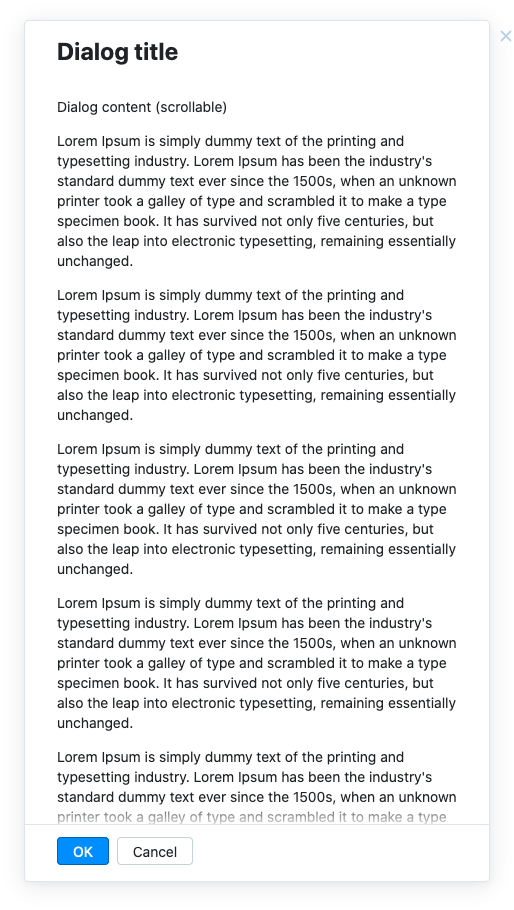 Dialog title
Dialog content (scrollable)
Lorem Ipsum is simply dummy text of the printing and
typesetting industry. Lorem Ipsum has been the industry's
standard dummy text ever since the 1500s, when an unknown
printer took a galley of type and scrambled it to make a type
specimen book. It has survived not only five centuries, but
also the leap into electronic typesetting, remaining essentially
unchanged.
Lorem Ipsum is simply dummy text of the printing and
typesetting industry. Lorem Ipsum has been the industry's
standard dummy text ever since the 1500s, when an unknown
printer took a galley of type and scrambled it to make a type
specimen book. It has survived not only five centuries, but
also the leap into electronic typesetting, remaining essentially
unchanged.
Lorem Ipsum is simply dummy text of the printing and
typesetting industry. Lorem Ipsum has been the industry's
standard dummy text ever since the 1500s, when an unknown
printer took a galley of type and scrambled it to make a type
specimen book. It has survived not only five centuries, but
also the leap into electronic typesetting, remaining essentially
unchanged.
Lorem Ipsum is simply dummy text of the printing and
typesetting industry. Lorem Ipsum has been the industry's
standard dummy text ever since the 1500s, when an unknown
printer took a galley of type and scrambled it to make a type
specimen book. It has survived not only five centuries, but
also the leap into electronic typesetting, remaining essentially
unchanged.
Lorem Ipsum is simply dummy text of the printing and
typesetting industry. Lorem Ipsum has been the industry's
standard dummy text ever since the 1500s, when an unknown
printer took a galley of type and scrambled it to make a type
OK Cancel